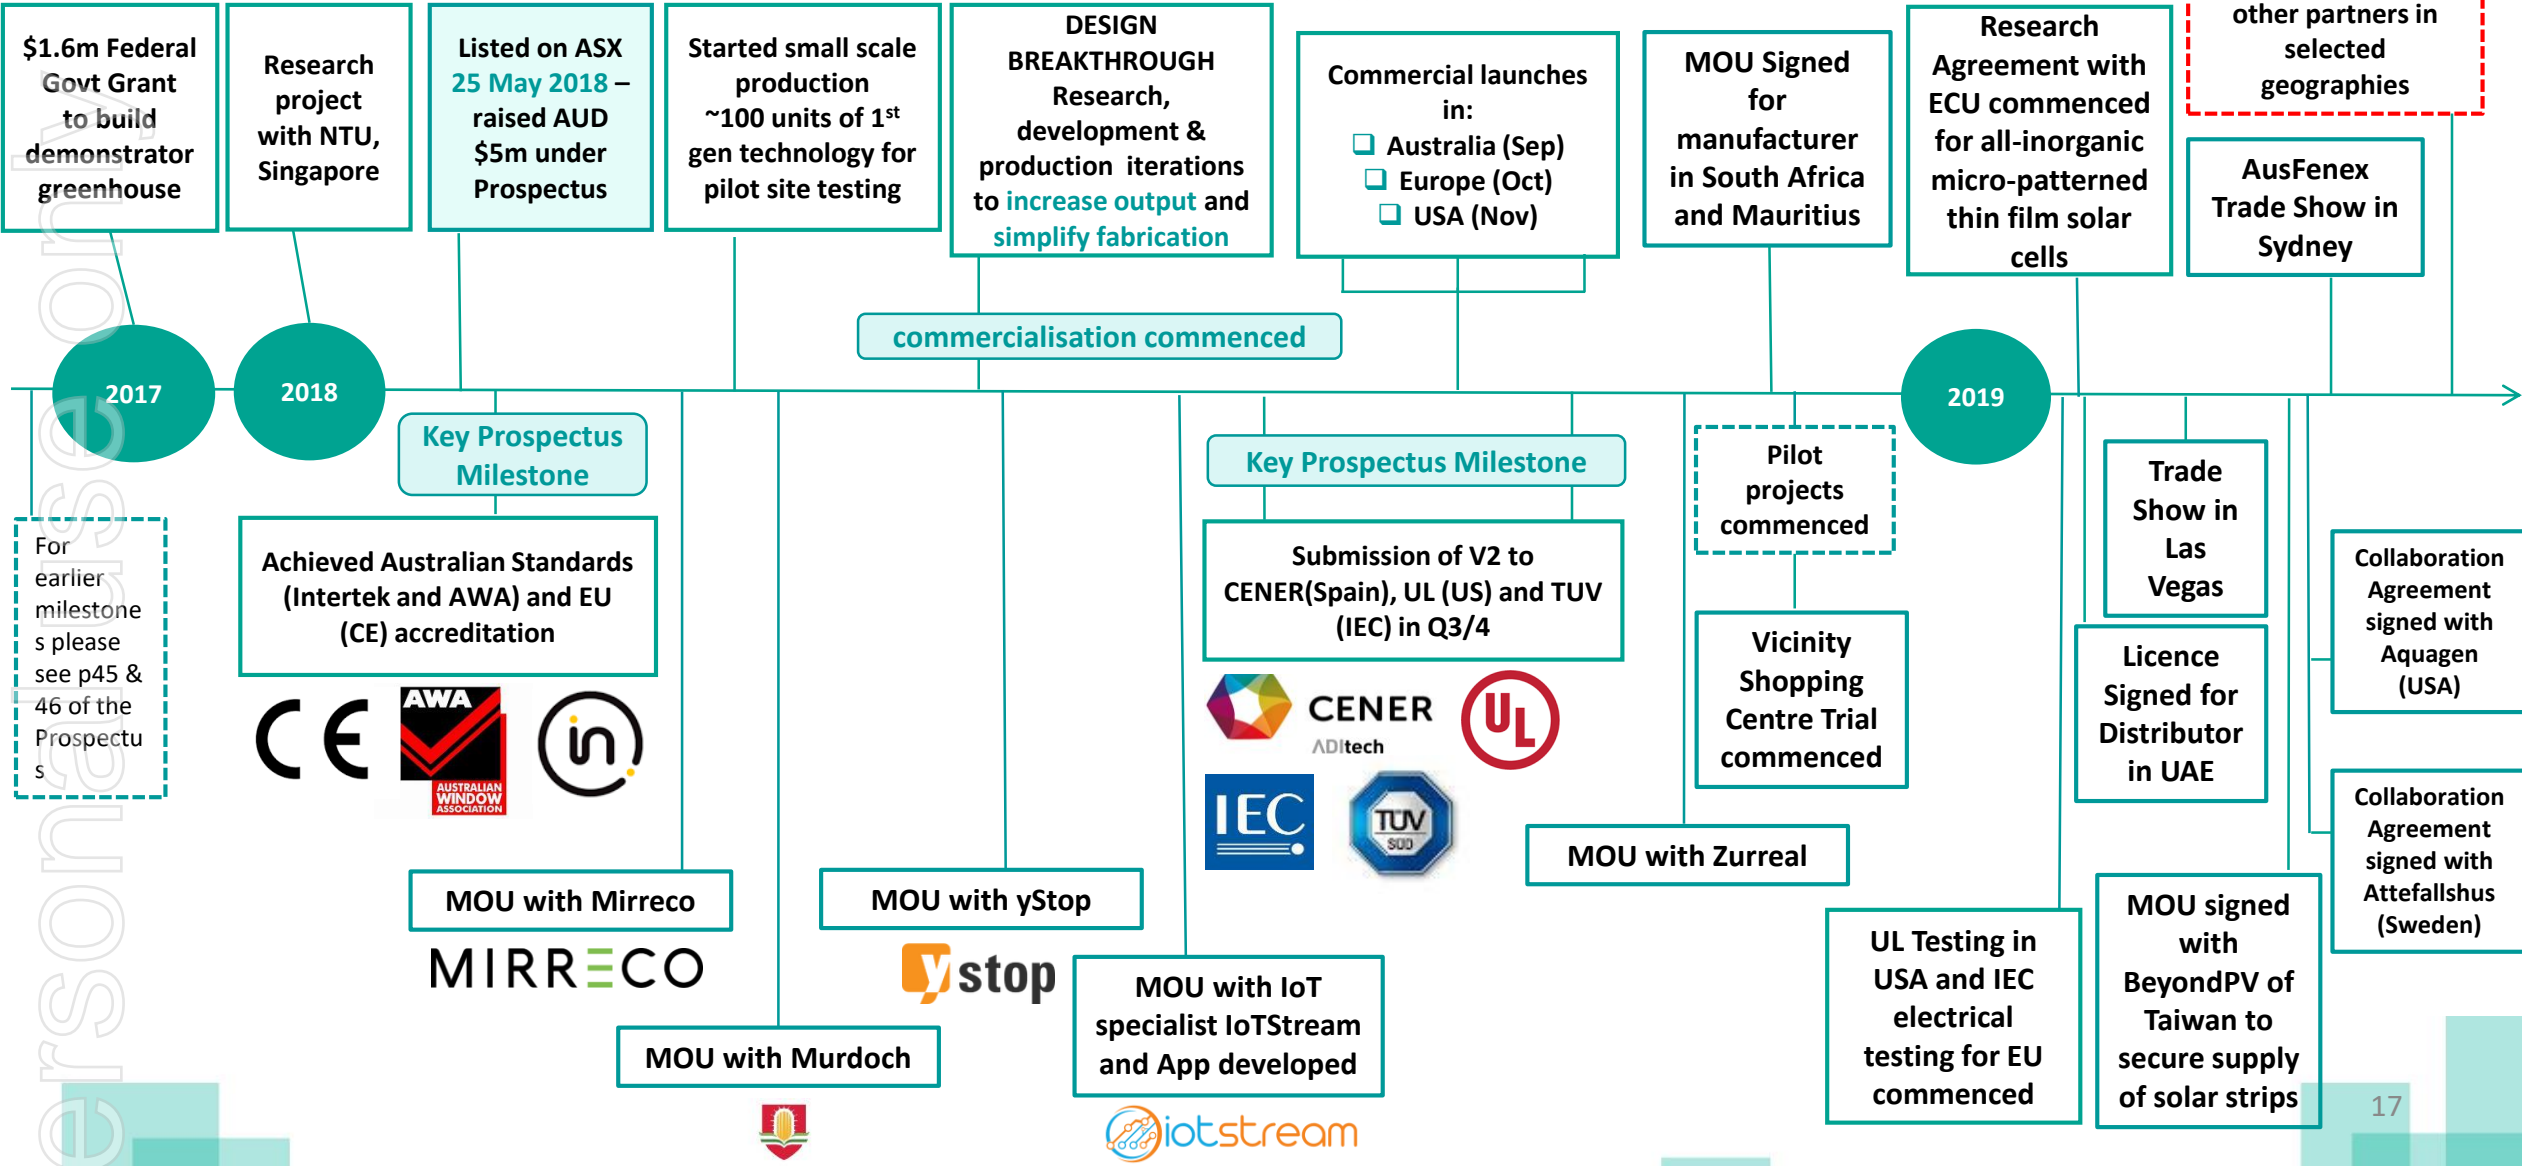 $1.6m Federal
Govt Grant
to build
demonstrator
greenhouse
Research
project
with NTU,
Singapore
Listed on ASX
25 May 2018 –
raised AUD
$5m under
Prospectus
Started small scale
production
~100 units of 1st
gen technology for
pilot site testing
DESIGN
BREAKTHROUGH
Research,
development &
production iterations
to increase output and
simplify fabrication
Commercial launches
in:
❑ Australia (Sep)
❑ Europe (Oct)
❑ USA (Nov)
MOU Signed
for
manufacturer
in South Africa
and Mauritius
Research
Agreement with
ECU commenced
for all-inorganic
micro-patterned
thin film solar
cells
other partners in
selected
geographies
AusFenex
Trade Show in
Sydney
commercialisation commenced
2017
2018
2019
Key Prospectus
Milestone
Key Prospectus Milestone
For
earlier
milestone
s please
see p45 &
46 of the
Prospectu
s
Achieved Australian Standards
(Intertek and AWA) and EU
(CE) accreditation
CE
AWA
AUSTRALIAN
WINDOW
ASSOCIATION
in
Submission of V2 to
CENER(Spain), UL (US) and TUV
(IEC) in Q3/4
CENER
ADItech
UL
IEC
TUV
SUD
Pilot
projects
commenced
Vicinity
Shopping
Centre Trial
commenced
Trade
Show in
Las
Vegas
Licence
Signed for
Distributor
in UAE
Collaboration
Agreement
signed with
Aquagen
(USA)
Collaboration
Agreement
signed with
Attefallshus
(Sweden)
MOU with Mirreco
MIRRECO
MOU with yStop
ystop
MOU with Zurreal
MOU with Murdoch
MOU with IoT
specialist IoTStream
and App developed
iotstream
UL Testing in
USA and IEC
electrical
testing for EU
commenced
MOU signed
with
BeyondPV of
Taiwan to
secure supply
of solar strips
17
ersonal use only